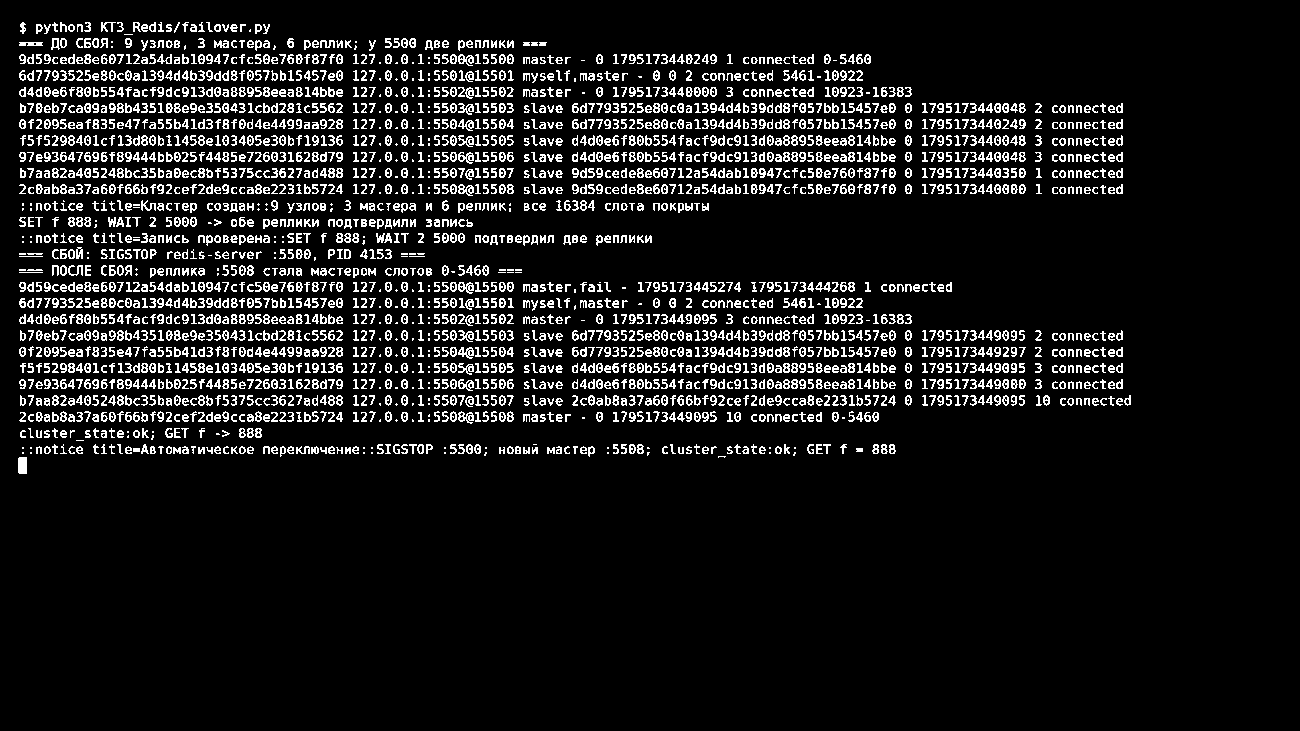 $ python3 KT3_Redis/failover.py
=== ДО СБОЯ: 9 узлов, 3 мастера, 6 реплик; у 5500 две реплики ===
9d59cede8e60712a54dab10947cfc50e760f87f0 127.0.0.1:5500@15500 master - 0 1795173440249 1 connected 0-5460
6d7793525e80c0a1394d4b39dd8f057bb15457e0 127.0.0.1:5501@15501 myself,master - 0 0 2 connected 5461-10922
d4d0e6f80b554facf9dc913d0a88958eea814bbe 127.0.0.1:5502@15502 master - 0 1795173440000 3 connected 10923-16383
b70eb7ca09a98b435108e9e350431cbd281c5562 127.0.0.1:5503@15503 slave 6d7793525e80c0a1394d4b39dd8f057bb15457e0 0 1795173440048 2 connected
0f2095eaf835e47fa55b41d3f8f0d4e4499aa928 127.0.0.1:5504@15504 slave 6d7793525e80c0a1394d4b39dd8f057bb15457e0 0 1795173440249 2 connected
f5f5298401cf13d80b11458e103405e30bf19136 127.0.0.1:5505@15505 slave d4d0e6f80b554facf9dc913d0a88958eea814bbe 0 1795173440048 3 connected
97e93647696f89444bb025f4485e726031628d79 127.0.0.1:5506@15506 slave d4d0e6f80b554facf9dc913d0a88958eea814bbe 0 1795173440048 3 connected
b7aa82a405248bc35ba0ec8bf5375cc3627ad488 127.0.0.1:5507@15507 slave 9d59cede8e60712a54dab10947cfc50e760f87f0 0 1795173440350 1 connected
2c0ab8a37a60f66bf92cef2de9cca8e2231b5724 127.0.0.1:5508@15508 slave 9d59cede8e60712a54dab10947cfc50e760f87f0 0 1795173440000 1 connected
::notice title=Кластер создан::9 узлов; 3 мастера и 6 реплик; все 16384 слота покрыты
SET f 888; WAIT 2 5000 -> обе реплики подтвердили запись
::notice title=Запись проверена::SET f 888; WAIT 2 5000 подтвердил две реплики
=== СБОЙ: SIGSTOP redis-server :5500, PID 4153 ===
=== ПОСЛЕ СБОЯ: реплика :5508 стала мастером слотов 0-5460 ===
9d59cede8e60712a54dab10947cfc50e760f87f0 127.0.0.1:5500@15500 master,fail - 1795173445274 1795173444268 1 connected
6d7793525e80c0a1394d4b39dd8f057bb15457e0 127.0.0.1:5501@15501 myself,master - 0 0 2 connected 5461-10922
d4d0e6f80b554facf9dc913d0a88958eea814bbe 127.0.0.1:5502@15502 master - 0 1795173449095 3 connected 10923-16383
b70eb7ca09a98b435108e9e350431cbd281c5562 127.0.0.1:5503@15503 slave 6d7793525e80c0a1394d4b39dd8f057bb15457e0 0 1795173449095 2 connected
0f2095eaf835e47fa55b41d3f8f0d4e4499aa928 127.0.0.1:5504@15504 slave 6d7793525e80c0a1394d4b39dd8f057bb15457e0 0 1795173449297 2 connected
f5f5298401cf13d80b11458e103405e30bf19136 127.0.0.1:5505@15505 slave d4d0e6f80b554facf9dc913d0a88958eea814bbe 0 1795173449095 3 connected
97e93647696f89444bb025f4485e726031628d79 127.0.0.1:5506@15506 slave d4d0e6f80b554facf9dc913d0a88958eea814bbe 0 1795173449000 3 connected
b7aa82a405248bc35ba0ec8bf5375cc3627ad488 127.0.0.1:5507@15507 slave 2c0ab8a37a60f66bf92cef2de9cca8e2231b5724 0 1795173449095 10 connected
2c0ab8a37a60f66bf92cef2de9cca8e2231b5724 127.0.0.1:5508@15508 master - 0 1795173449095 10 connected 0-5460
cluster_state:ok; GET f -> 888
::notice title=Автоматическое переключение::SIGSTOP :5500; новый мастер :5508; cluster_state:ok; GET f = 888